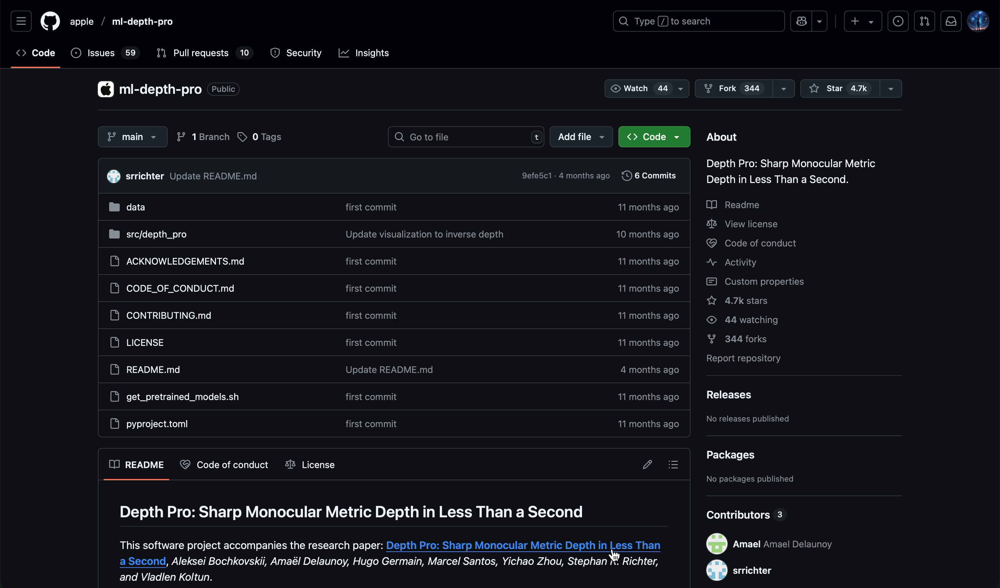 apple / ml-depth-pro
Type / to search
Code
Issues 59
Pull requests 10
Security
Insights
ml-depth-pro Public
Watch 44
Fork 344
Star 4.7k
main
1 Branch
0 Tags
Go to file t
Add file
Code
srrichter Update README.md
9efe5c1 · 4 months ago
6 Commits
data first commit 11 months ago
src/depth_pro Update visualization to inverse depth 10 months ago
ACKNOWLEDGEMENTS.md first commit 11 months ago
CODE_OF_CONDUCT.md first commit 11 months ago
CONTRIBUTING.md first commit 11 months ago
LICENSE first commit 11 months ago
README.md Update README.md 4 months ago
get_pretrained_models.sh first commit 11 months ago
pyproject.toml first commit 11 months ago
README
Code of conduct
License
Depth Pro: Sharp Monocular Metric Depth in Less Than a Second
This software project accompanies the research paper: Depth Pro: Sharp Monocular Metric Depth in Less Than
a Second, Aleksei Bochkovskii, Amaël Delaunoy, Hugo Germain, Marcel Santos, Yichao Zhou, Stephan R. Richter,
and Vladlen Koltun.
About
Depth Pro: Sharp Monocular Metric
Depth in Less Than a Second.
Readme
View license
Code of conduct
Activity
Custom properties
4.7k stars
44 watching
344 forks
Report repository
Releases
No releases published
Packages
No packages published
Contributors 3
Amael Amael Delaunoy
srrichter